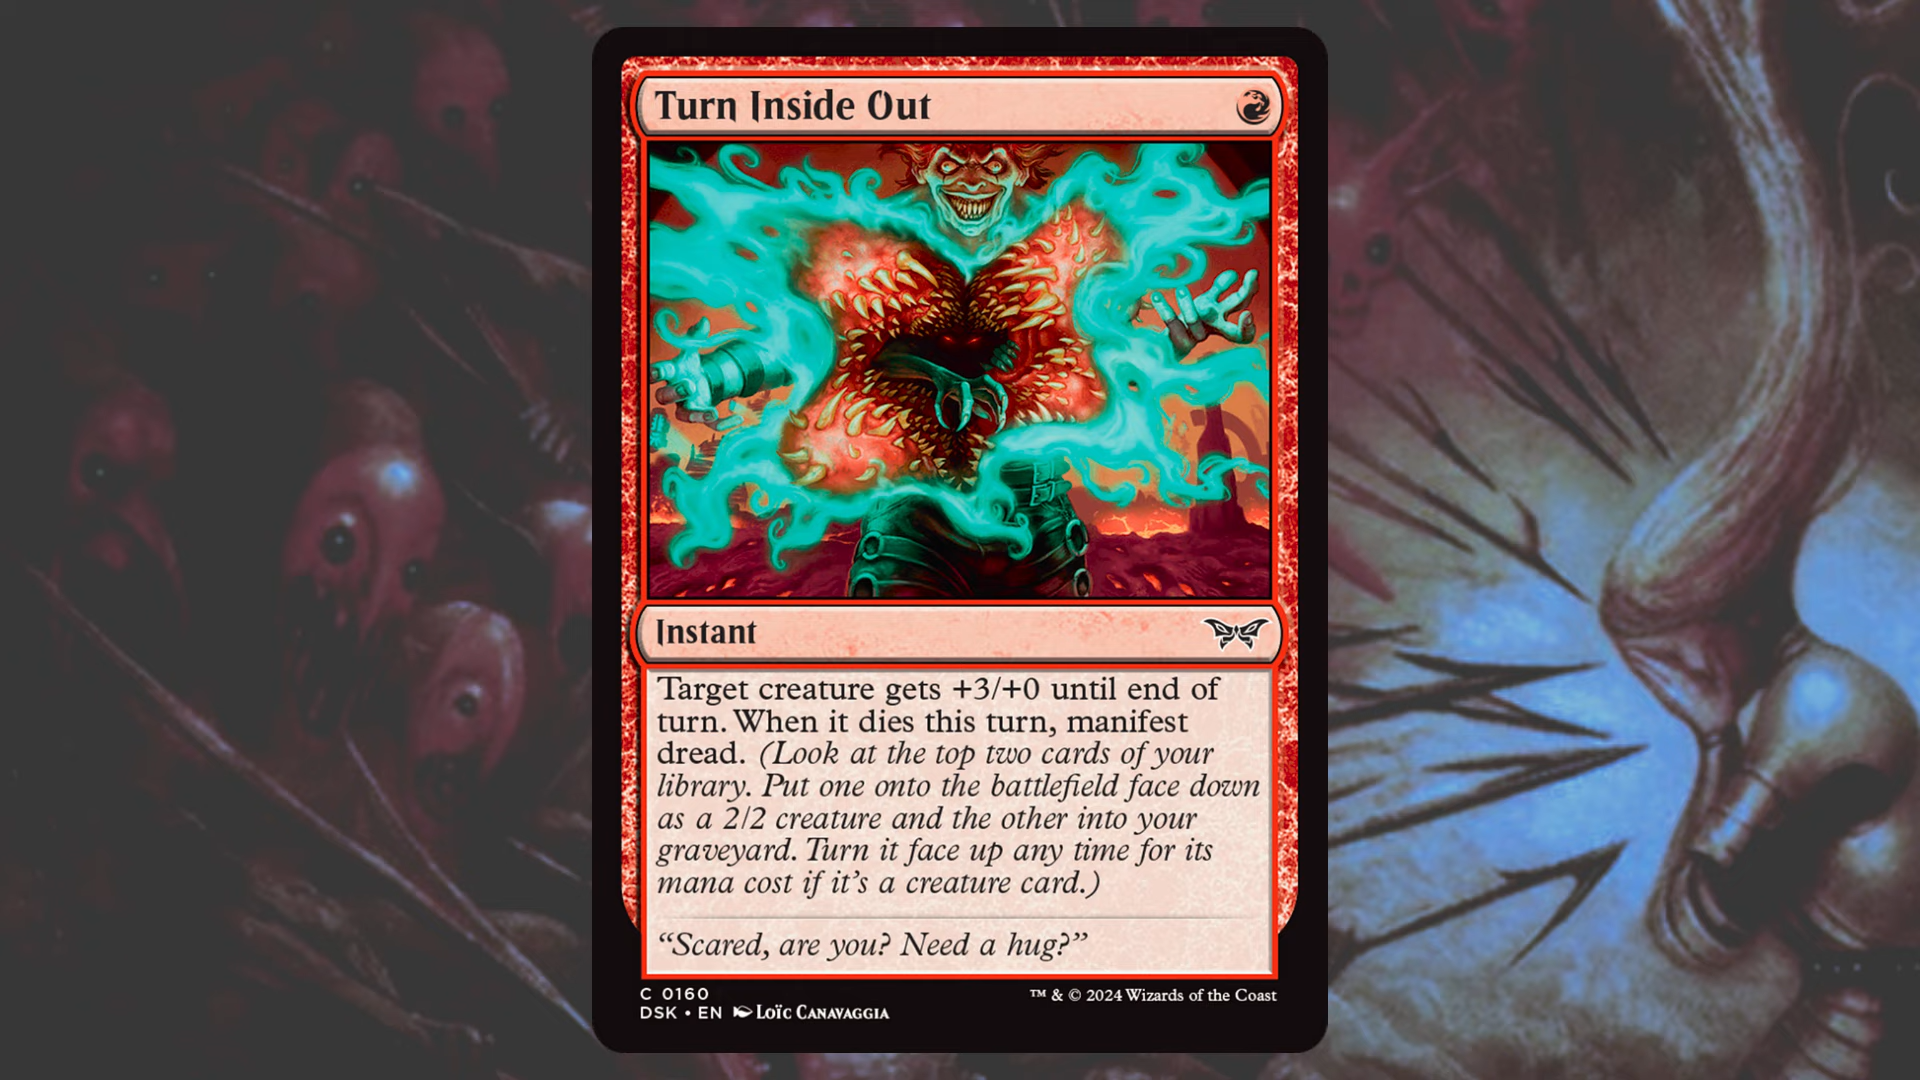 Turn Inside Out
Instant
Target creature gets +3/+0 until end of
turn. When it dies this turn, manifest
dread. (Look at the top two cards of your
library. Put one onto the battlefield face down
as a 2/2 creature and the other into your
graveyard. Turn it face up any time for its
mana cost if it’s a creature card.)
“Scared, are you? Need a hug?”
C 0160
DSK • EN Loïc Canavaggia
™ & © 2024 Wizards of the Coast